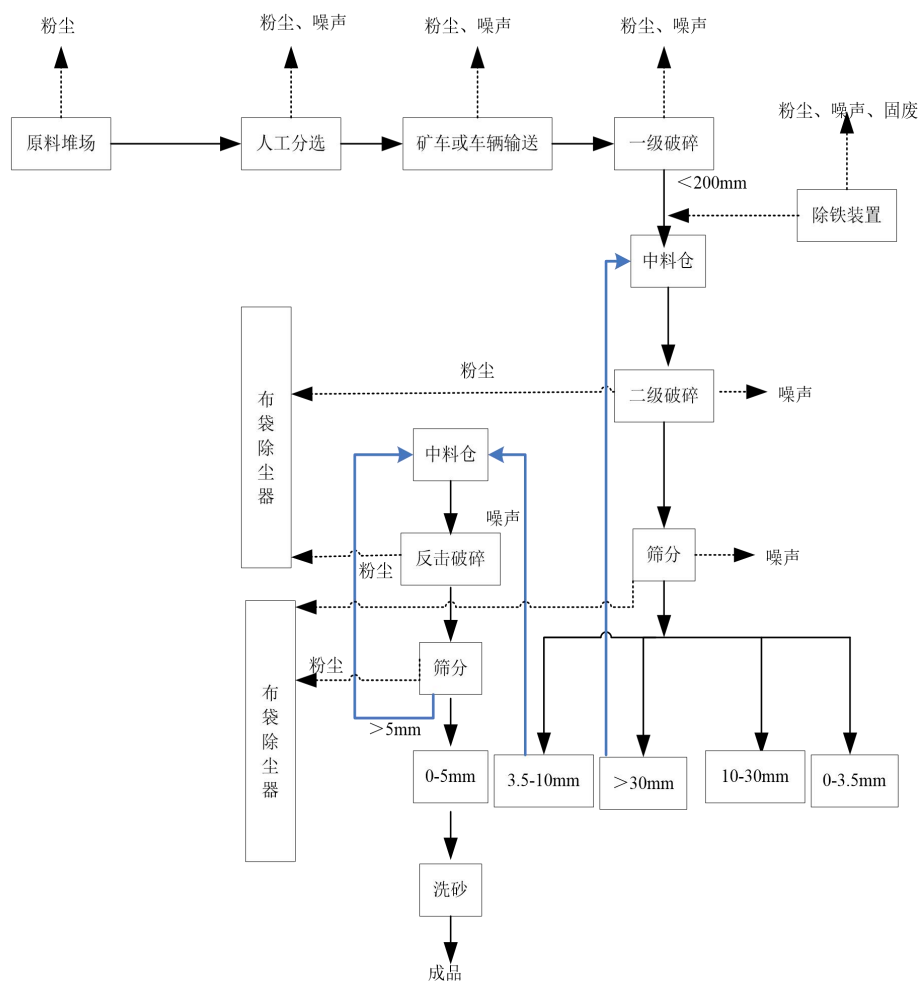 粉尘
粉尘、噪声
粉尘、噪声
粉尘、噪声
粉尘、噪声、固废
原料堆场
人工分选
矿车或车辆输送
一级破碎
<200mm
除铁装置
中料仓
粉尘
二级破碎
噪声
布袋除尘器
中料仓
噪声
反击破碎
粉尘
筛分
噪声
布袋除尘器
粉尘
筛分
>5mm
0-5mm
3.5-10mm
>30mm
10-30mm
0-3.5mm
洗砂
成品